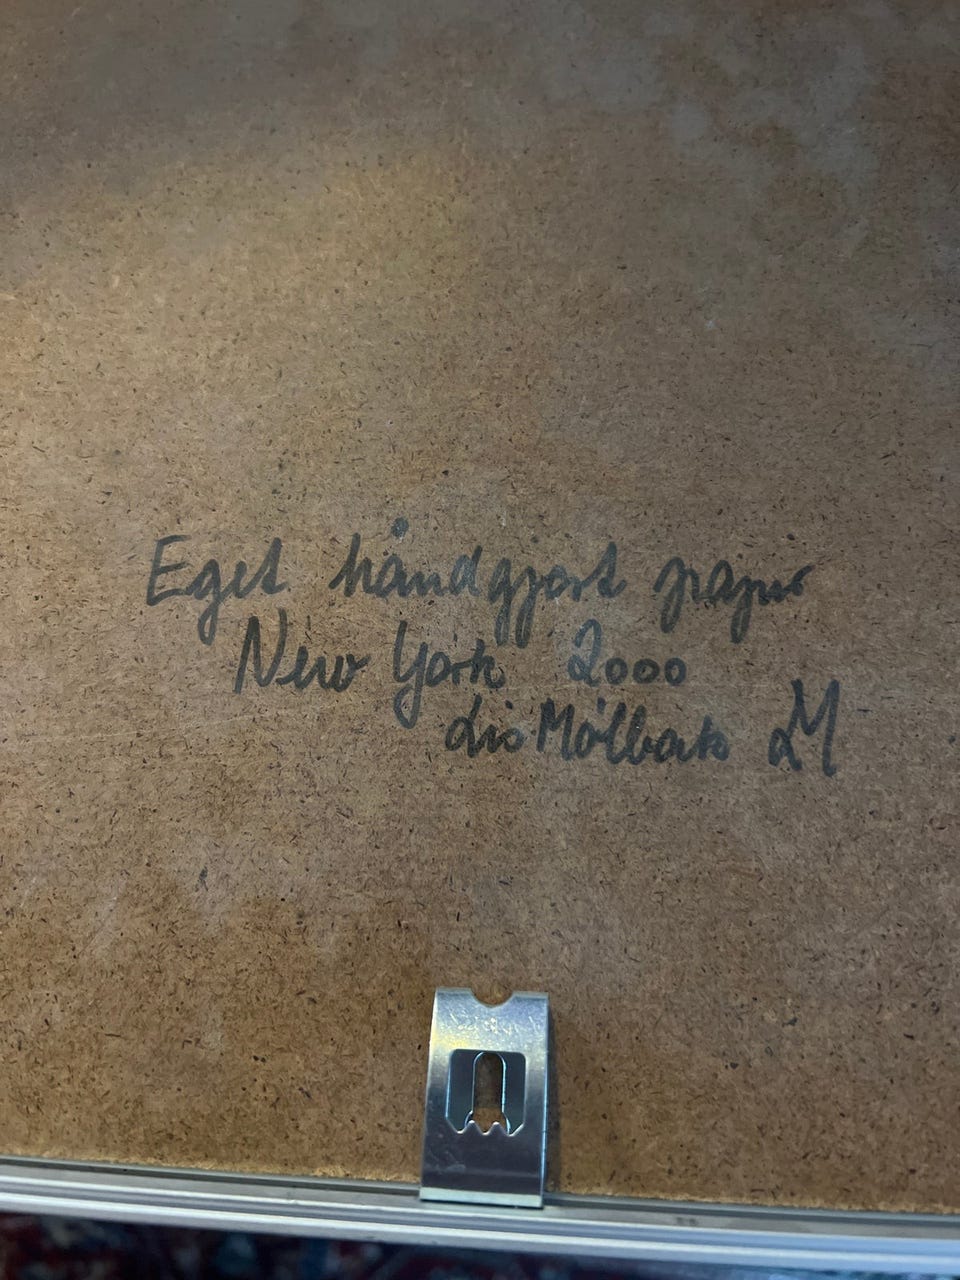 Eget håndgjort papir
New York 2000
Lis Mölbak LM